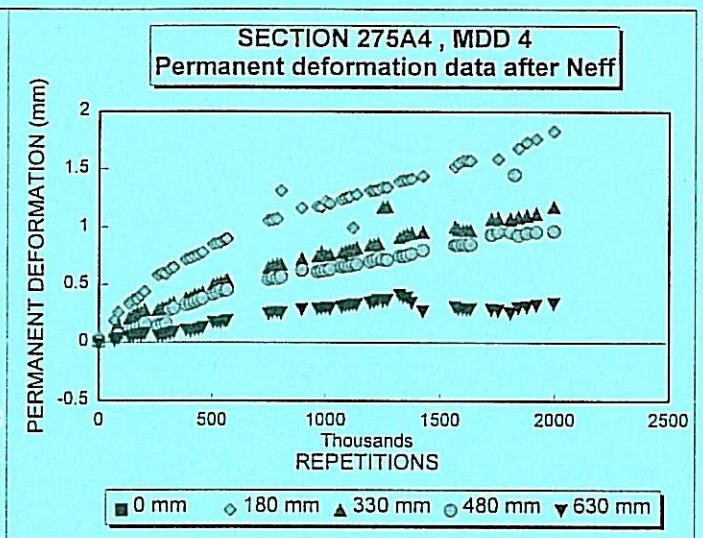 SECTION 275A4 , MDD 4
Permanent deformation data after Neff
PERMANENT DEFORMATION (mm)
2
1.5
1
0.5
0
-0.5
0 500 1000 1500 2000 2500
Thousands
REPETITIONS
0 mm 180 mm 330 mm 480 mm 630 mm